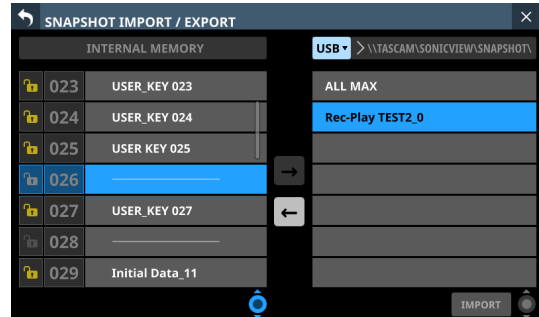 SNAPSHOT IMPORT / EXPORT
INTERNAL MEMORY
USB \\TASCAM\SONICVIEW\SNAPSHOT\
023 USER_KEY 023
024 USER_KEY 024
025 USER KEY 025
026
027 USER_KEY 027
028
029 Initial Data_11
ALL MAX
Rec-Play TEST2_0
IMPORT